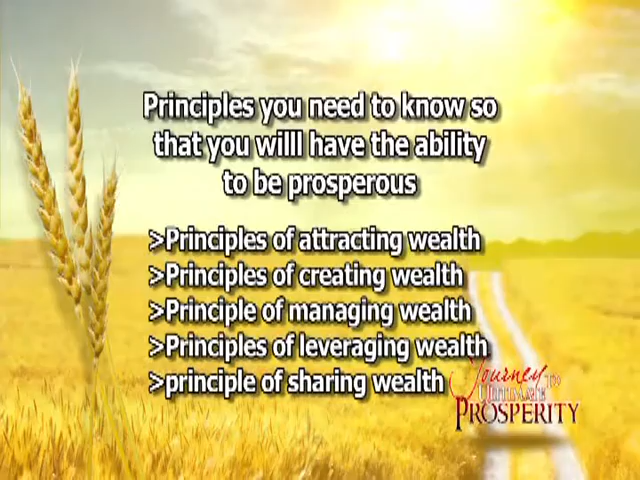 Principles you need to know so
that you willl have the ability
to be prosperous
>Principles of attracting wealth
>Principles of creating wealth
>Principle of managing wealth
>Principles of leveraging wealth
>principle of sharing wealth
Journey TO
ULTIMATE
PROSPERITY